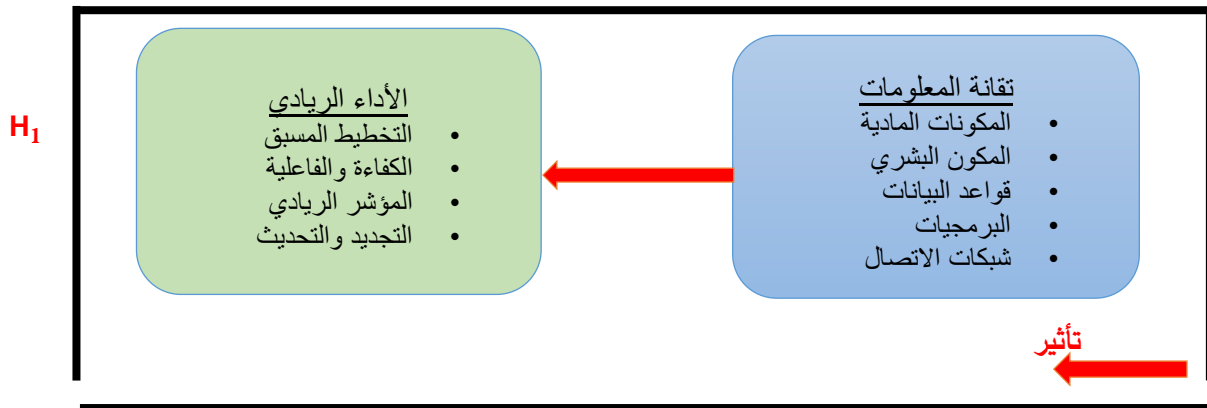 تقانة المعلومات
• المكونات المادية
• المكون البشري
• قواعد البيانات
• البرمجيات
• شبكات الاتصال
الأداء الريادي
• التخطيط المسبق
• الكفاءة والفاعلية
• المؤشر الريادي
• التجديد والتحديث
H₁
تأثير